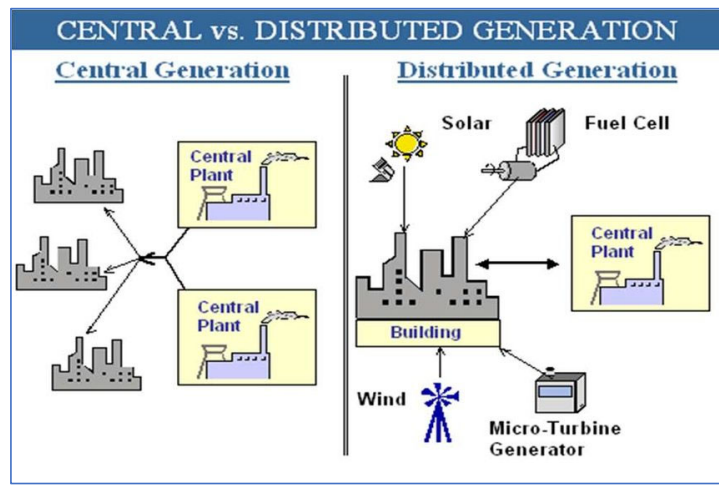 CENTRAL vs. DISTRIBUTED GENERATION
Central Generation
Central
Plant
Central
Plant
Distributed Generation
Solar
Fuel Cell
Central
Plant
Building
Wind
Micro-Turbine
Generator